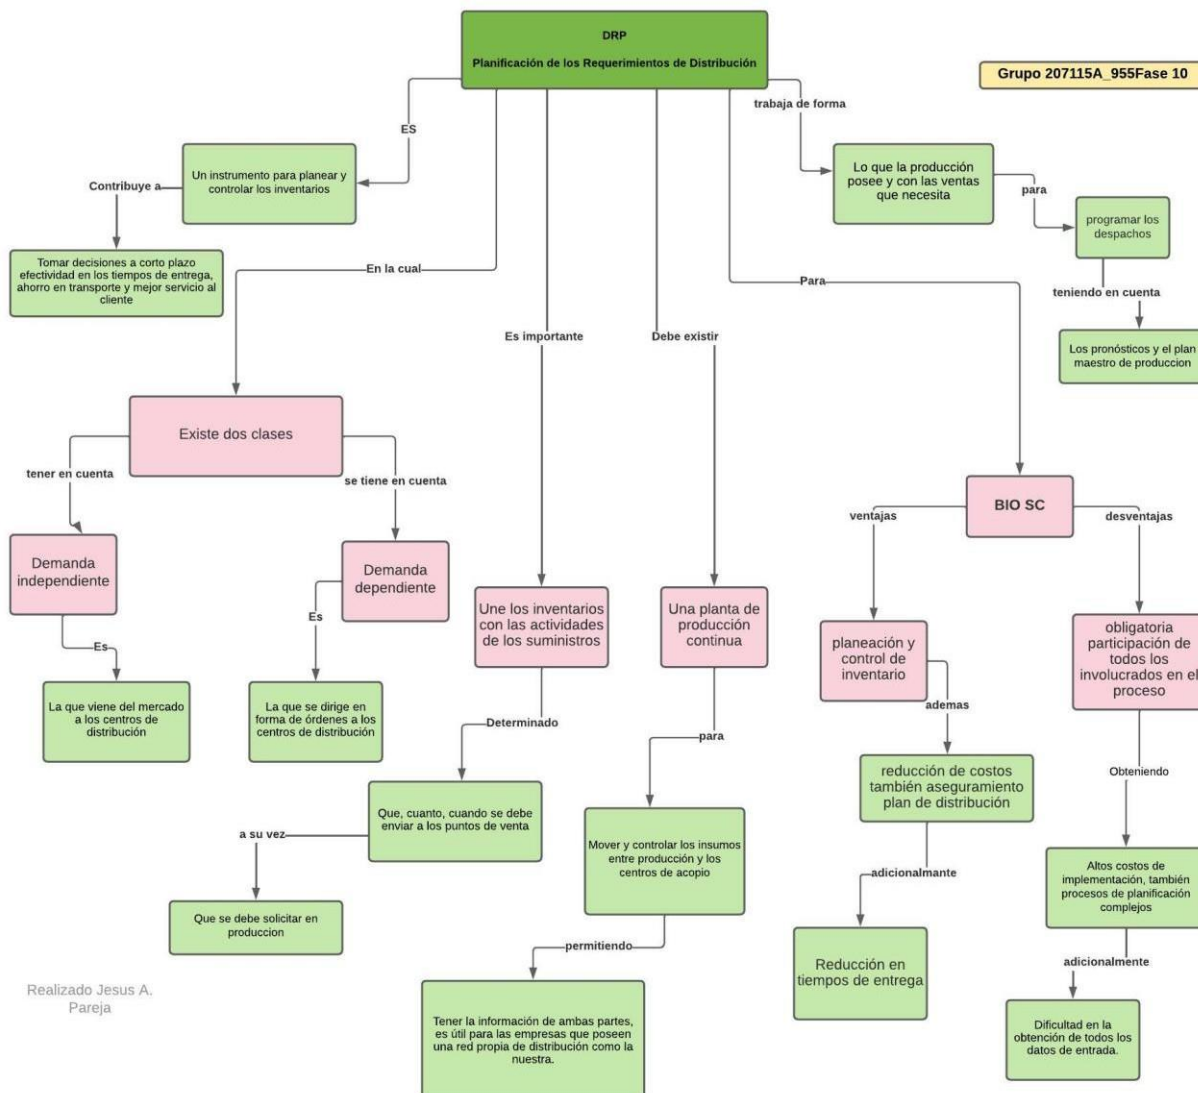 DRP
Planificación de los Requerimientos de Distribución
Grupo 207115A_955Fase 10
trabaja de forma
ES
Un instrumento para planear y
controlar los inventarios
Contribuye a
Tomar decisiones a corto plazo
efectividad en los tiempos de entrega,
ahorro en transporte y mejor servicio al
cliente
Lo que la producción
posee y con las ventas
que necesita
para
programar los
despachos
teniendo en cuenta
Los pronósticos y el plan
maestro de produccion
En la cual
Existe dos clases
tener en cuenta
Demanda
independiente
Es
La que viene del mercado
a los centros de
distribución
se tiene en cuenta
Demanda
dependiente
Es
La que se dirige en
forma de órdenes a los
centros de distribución
Es importante
Une los inventarios
con las actividades
de los suministros
Determinado
Que, cuanto, cuando se debe
enviar a los puntos de venta
a su vez
Que se debe solicitar en
produccion
Debe existir
Una planta de
producción
continua
para
Mover y controlar los insumos
entre producción y los
centros de acopio
permitiendo
Tener la información de ambas partes,
es útil para las empresas que poseen
una red propia de distribución como la
nuestra.
Para
BIO SC
ventajas
planeación y
control de
inventario
ademas
reducción de costos
también aseguramiento
plan de distribución
adicionalmante
Reducción en
tiempos de entrega
desventajas
obligatoria
participación de
todos los
involucrados en el
proceso
Obteniendo
Altos costos de
implementación, también
procesos de planificación
complejos
adicionalmente
Dificultad en la
obtención de todos los
datos de entrada.
Realizado Jesus A.
Pareja